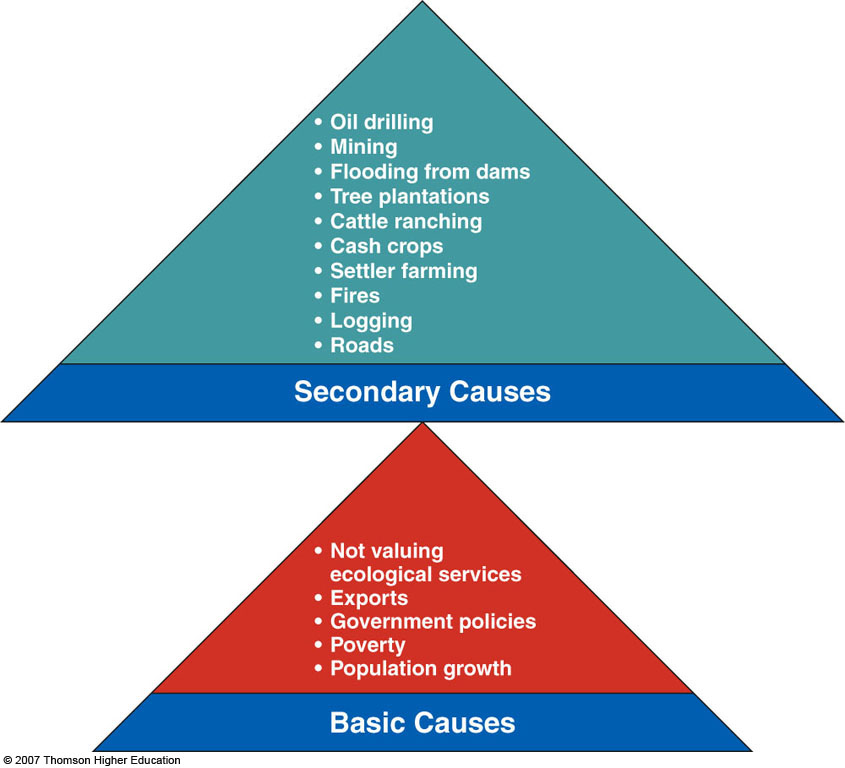 • Oil drilling
• Mining
• Flooding from dams
• Tree plantations
• Cattle ranching
• Cash crops
• Settler farming
• Fires
• Logging
• Roads
Secondary Causes
• Not valuing
ecological services
• Exports
• Government policies
• Poverty
• Population growth
Basic Causes
© 2007 Thomson Higher Education